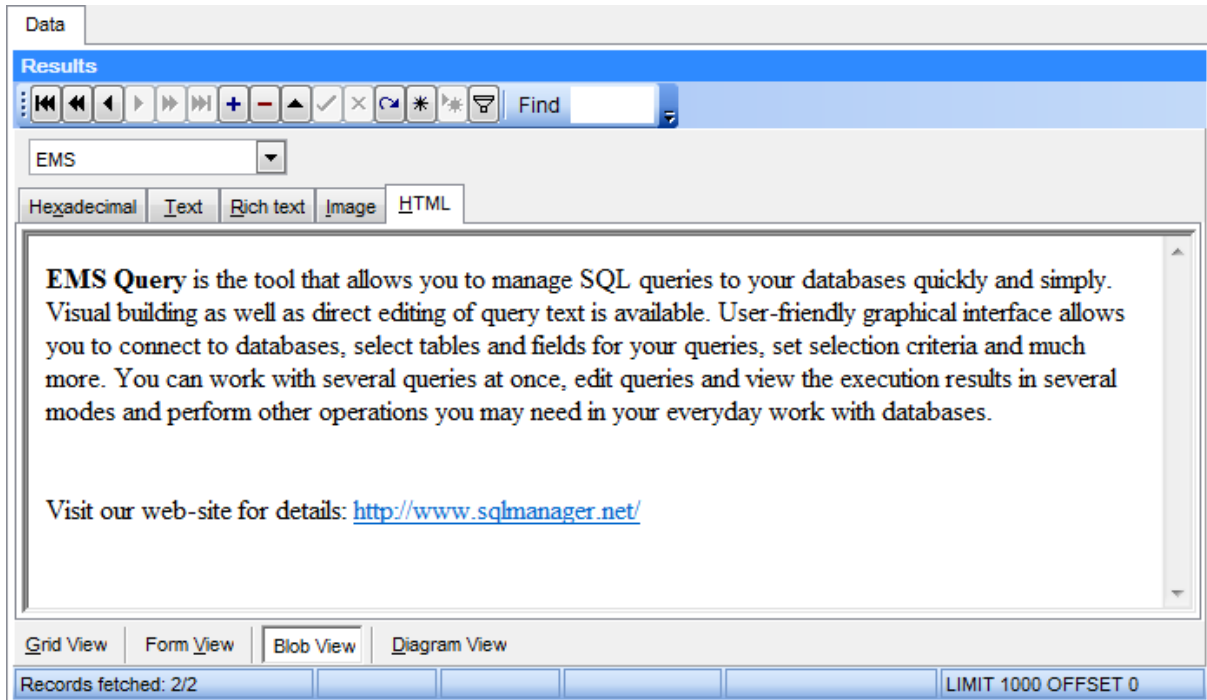 Data
Results
Find
EMS
Hexadecimal Text Rich text Image HTML
EMS Query is the tool that allows you to manage SQL queries to your databases quickly and simply.
Visual building as well as direct editing of query text is available. User-friendly graphical interface allows
you to connect to databases, select tables and fields for your queries, set selection criteria and much
more. You can work with several queries at once, edit queries and view the execution results in several
modes and perform other operations you may need in your everyday work with databases.
Visit our web-site for details: http://www.sqlmanager.net/
Grid View Form View Blob View Diagram View
Records fetched: 2/2 LIMIT 1000 OFFSET 0